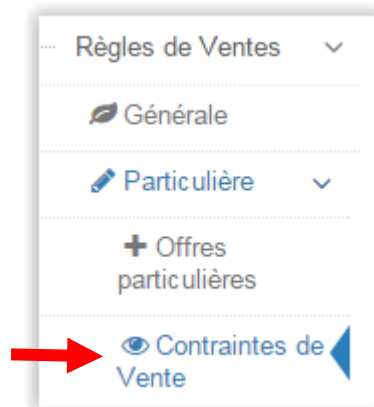 Règles de Ventes
Générale
Particulière
Offres
particulières
Contraintes de
Vente